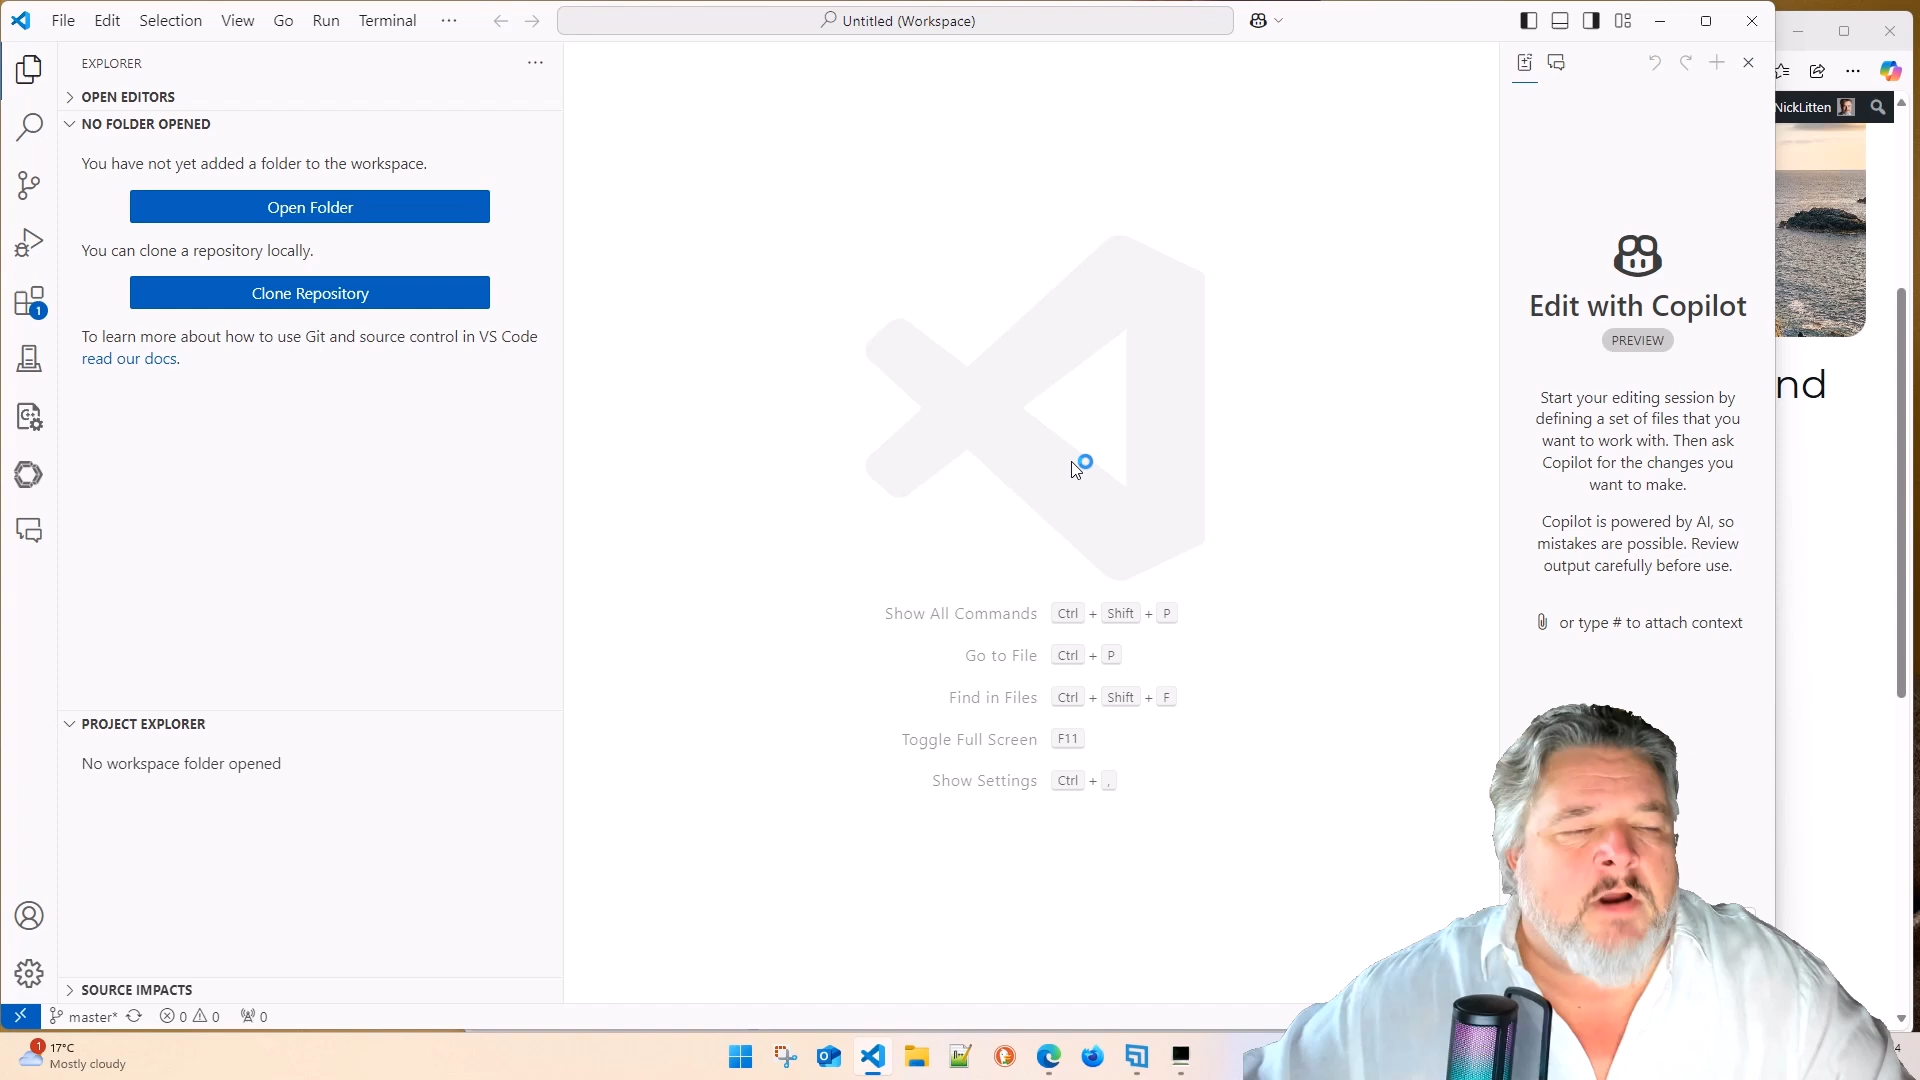 File Edit Selection View Go Run Terminal ···
Untitled (Workspace)
EXPLORER
OPEN EDITORS
NO FOLDER OPENED
You have not yet added a folder to the workspace.
Open Folder
You can clone a repository locally.
Clone Repository
To learn more about how to use Git and source control in VS Code
read our docs.
1
PROJECT EXPLORER
No workspace folder opened
SOURCE IMPACTS
master* 0 0 0
Show All Commands Ctrl + Shift + P
Go to File Ctrl + P
Find in Files Ctrl + Shift + F
Toggle Full Screen F11
Show Settings Ctrl + ,
Edit with Copilot
PREVIEW
Start your editing session by
defining a set of files that you
want to work with. Then ask
Copilot for the changes you
want to make.
Copilot is powered by AI, so
mistakes are possible. Review
output carefully before use.
or type # to attach context
NickLitten
nd
1
17°C
Mostly cloudy
4